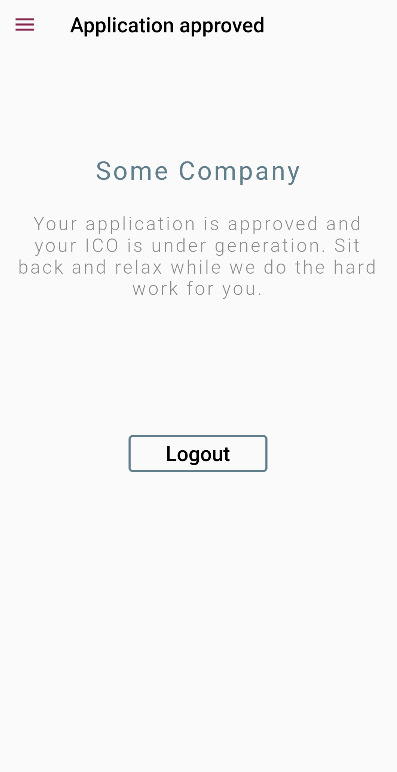 Application approved
Some Company
Your application is approved and
your ICO is under generation. Sit
back and relax while we do the hard
work for you.
Logout